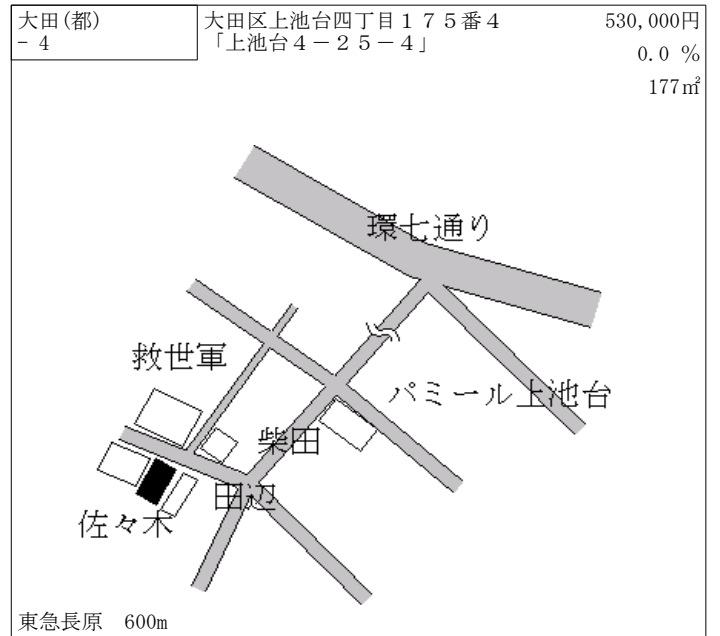 大田(都)
- 4
大田区上池台四丁目１７５番４
「上池台４－２５－４」
530,000円
0.0 %
177㎡
環七通り
救世軍
パミール上池台
柴田
田辺
佐々木
東急長原　600m